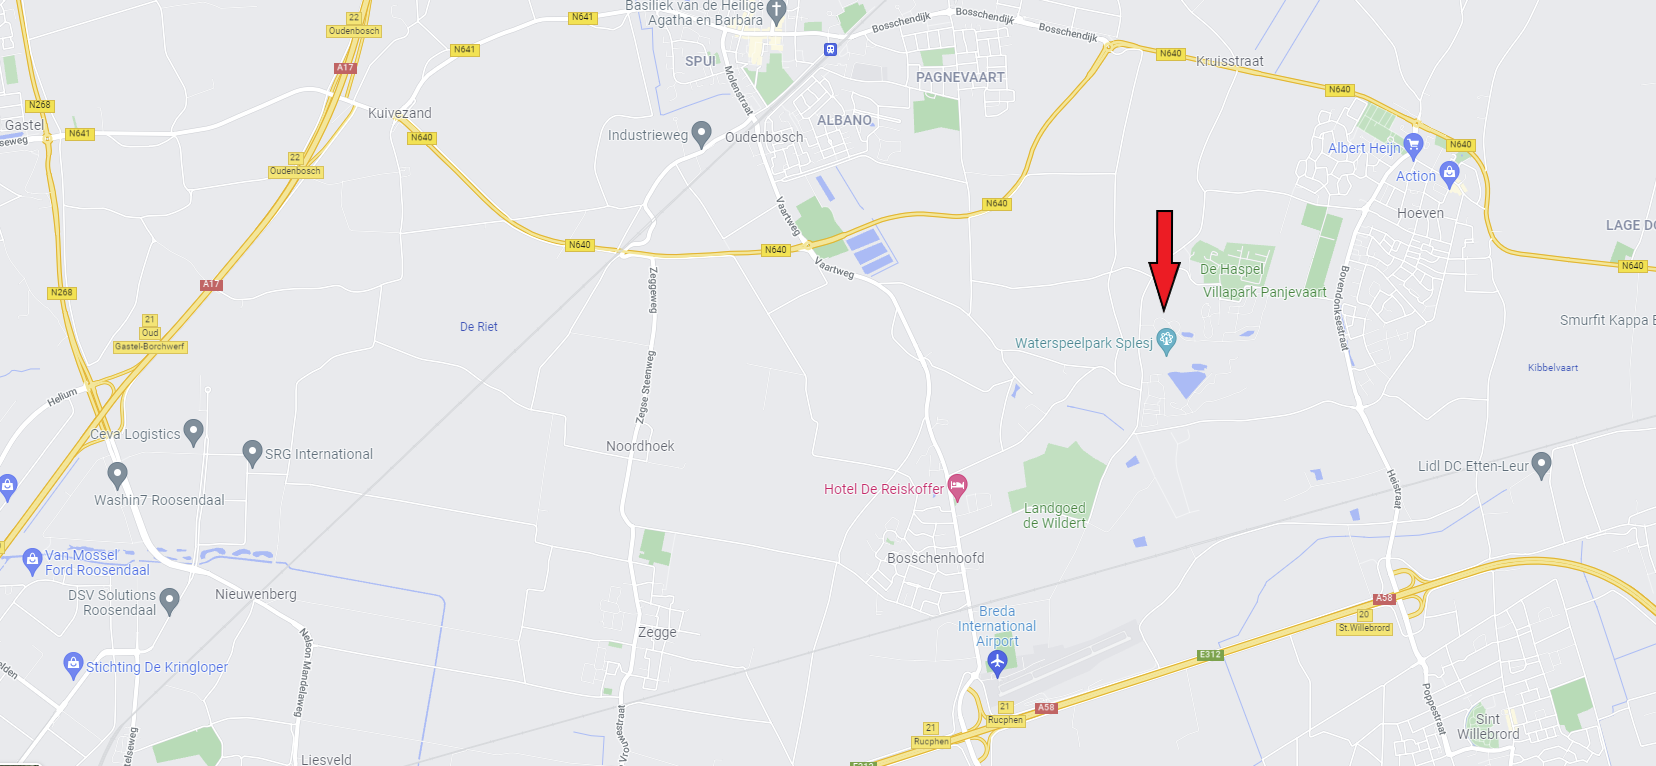 Basiliek van de Heilige
Agatha en Barbara
N641
22
Oudenbosch
Bosschendijk
Bosschendijk
Bosschendijk
N641
SPUI
A17
N640
Kruisstraat
PAGNEVAART
Molenstraat
N268
Kuivezand
N640
Gastel
N641
ALBANO
Industrieweg
Oudenbosch
N640
Albert Heijn
N640
22
Oudenbosch
Action
Vaartweg
N640
Hoeven
LAGE DO
N640
N640
Vaartweg
De Haspel
Villapark Panjevaart
N640
Zeggeweg
A17
N268
Bovendonksestraat
21
Oud
Gastel-Borchwerf
De Riet
Smurfit Kappa E
Waterspeelpark Splesj
Kibbelvaart
Helium
Zegse Steenweg
Ceva Logistics
SRG International
Noordhoek
Washin7 Roosendaal
Hotel De Reiskoffer
Lidl DC Etten-Leur
Heistraat
Landgoed
de Wildert
Van Mossel
Ford Roosendaal
Bosschenhoofd
DSV Solutions
Roosendaal
Nieuwenberg
A58
20
St.Willebrord
Breda
International
Airport
Zegge
Nelson Mandelaweg
E312
Stichting De Kringloper
21
Rucphen
A58
Poppestraat
21
Rucphen
Sint
Willebrord
Liesveld
E312